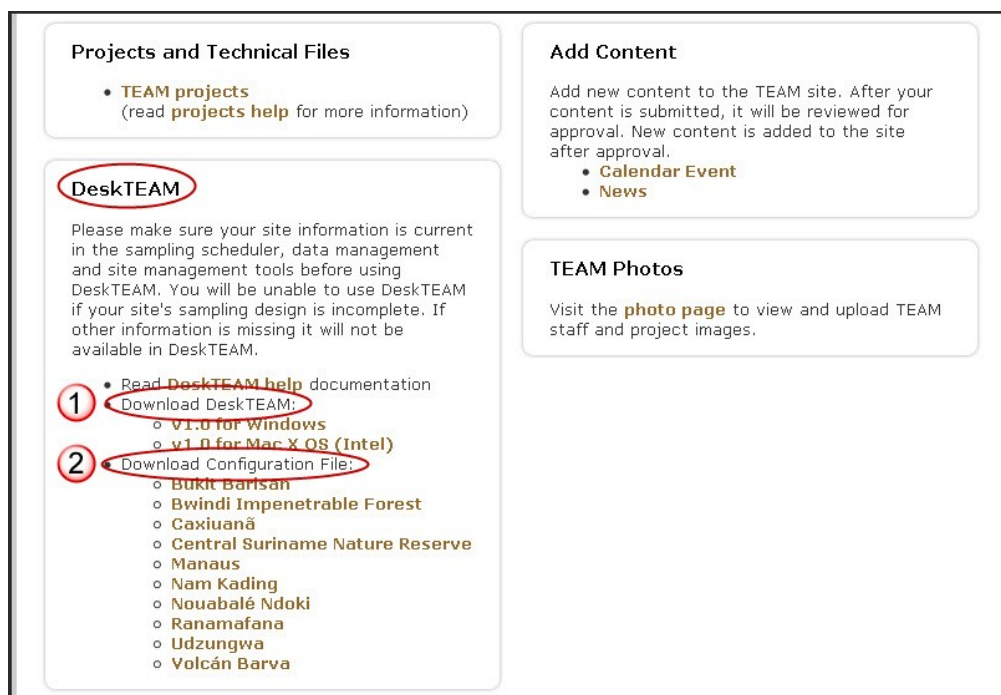 Projects and Technical Files
• TEAM projects
(read projects help for more information)
DeskTEAM
Please make sure your site information is current
in the sampling scheduler, data management
and site management tools before using
DeskTEAM. You will be unable to use DeskTEAM
if your site's sampling design is incomplete. If
other information is missing it will not be
available in DeskTEAM.
• Read DeskTEAM help documentation
1 • Download DeskTEAM:
o v1.0 for Windows
o v1.0 for Mac X OS (Intel)
2 • Download Configuration File:
o Bukit Barisan
o Bwindi Impenetrable Forest
o Caxiuanã
o Central Suriname Nature Reserve
o Manaus
o Nam Kading
o Nouabalé Ndoki
o Ranamafana
o Udzungwa
o Volcán Barva
Add Content
Add new content to the TEAM site. After your
content is submitted, it will be reviewed for
approval. New content is added to the site
after approval.
• Calendar Event
• News
TEAM Photos
Visit the photo page to view and upload TEAM
staff and project images.